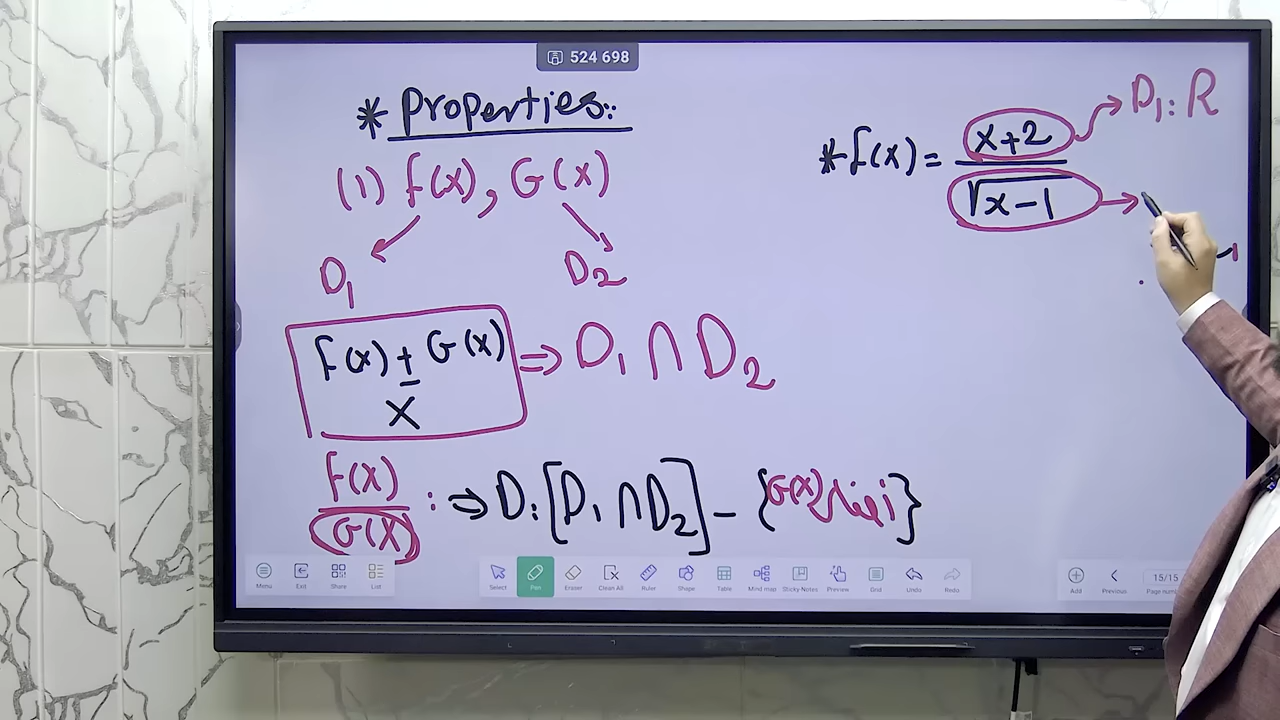 524 698
* Properties:
(1) f(x), G(x)
D₁ D₂
f(x) ± G(x) ⇒ D₁ ∩ D₂
X
f(x)
G(x) : ⇒ D: [D₁ ∩ D₂] - {G(x) أصفار}
* f(x) = x+2 → D₁: R
√x-1 →
Menu Exit Share List Select Pen Eraser Clean All Ruler Shape Table Mind map Sticky Notes Preview Grid Undo Redo Add Previous 15/15